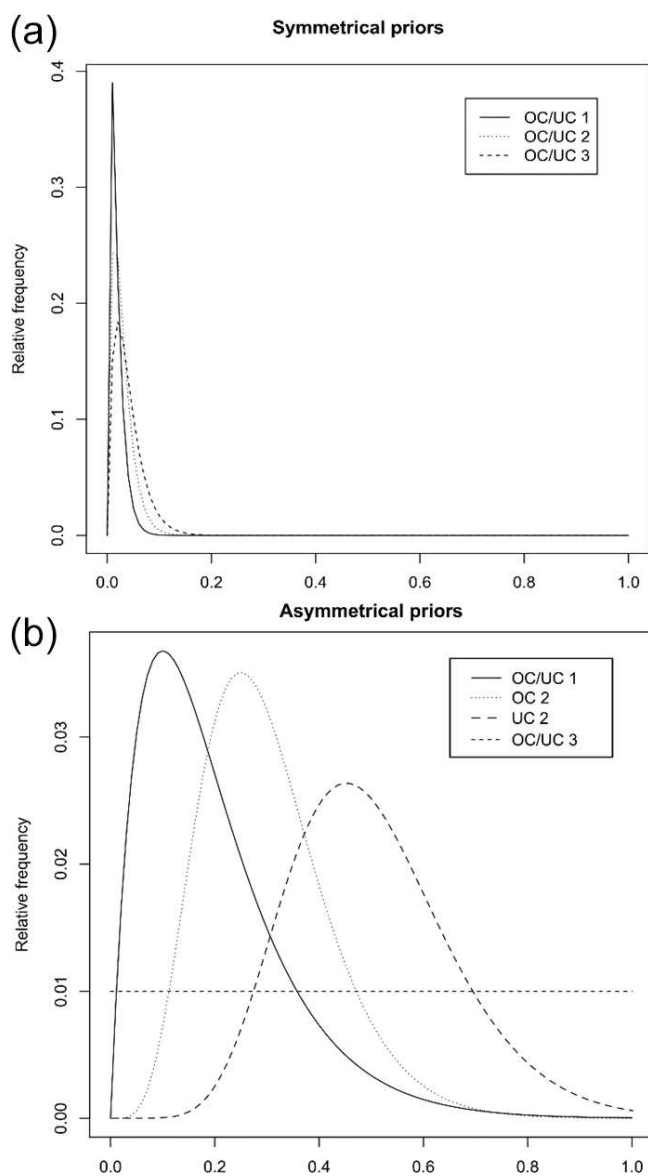 (a)
Symmetrical priors
0.4
0.3
0.2
0.1
0.0
Relative frequency
OC/UC 1
OC/UC 2
OC/UC 3
0.0 0.2 0.4 0.6 0.8 1.0
(b)
Asymmetrical priors
0.03
0.02
0.01
0.00
Relative frequency
OC/UC 1
OC 2
UC 2
OC/UC 3
0.0 0.2 0.4 0.6 0.8 1.0